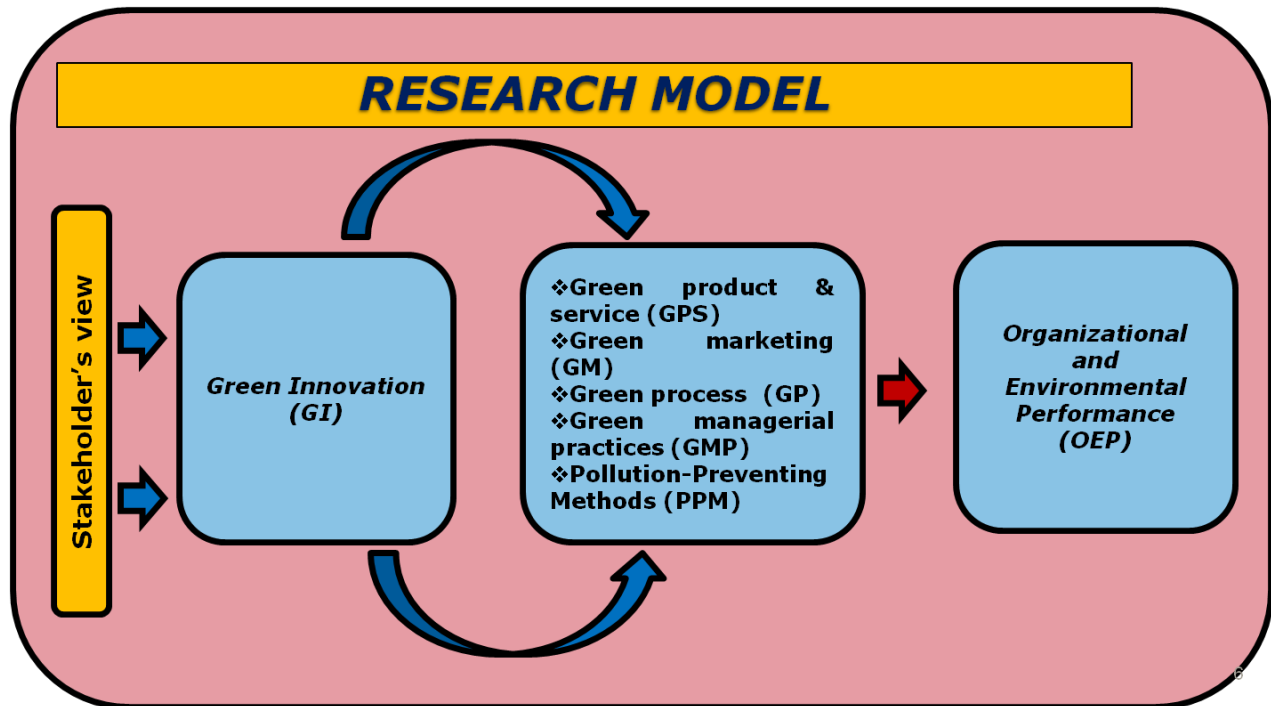 RESEARCH MODEL
Stakeholder’s view
Green Innovation
(GI)
❖Green product &
service (GPS)
❖Green marketing
(GM)
❖Green process (GP)
❖Green managerial
practices (GMP)
❖Pollution-Preventing
Methods (PPM)
Organizational
and
Environmental
Performance
(OEP)
6